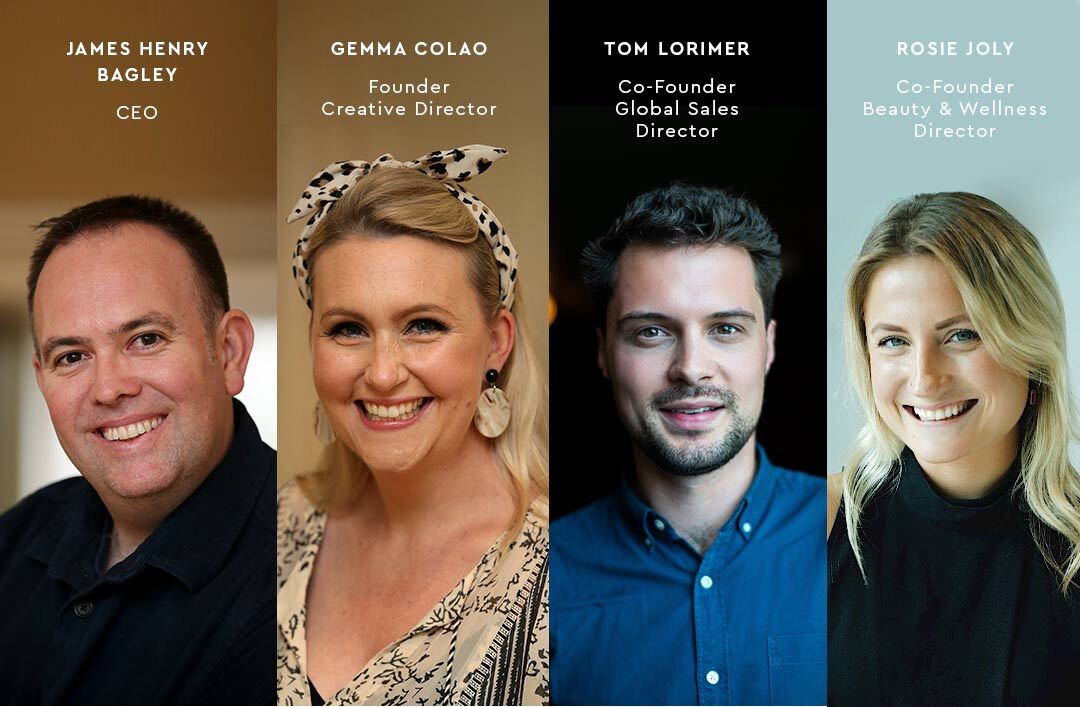 JAMES HENRY
BAGLEY
CEO
GEMMA COLAO
Founder
Creative Director
TOM LORIMER
Co-Founder
Global Sales
Director
ROSIE JOLY
Co-Founder
Beauty & Wellness
Director